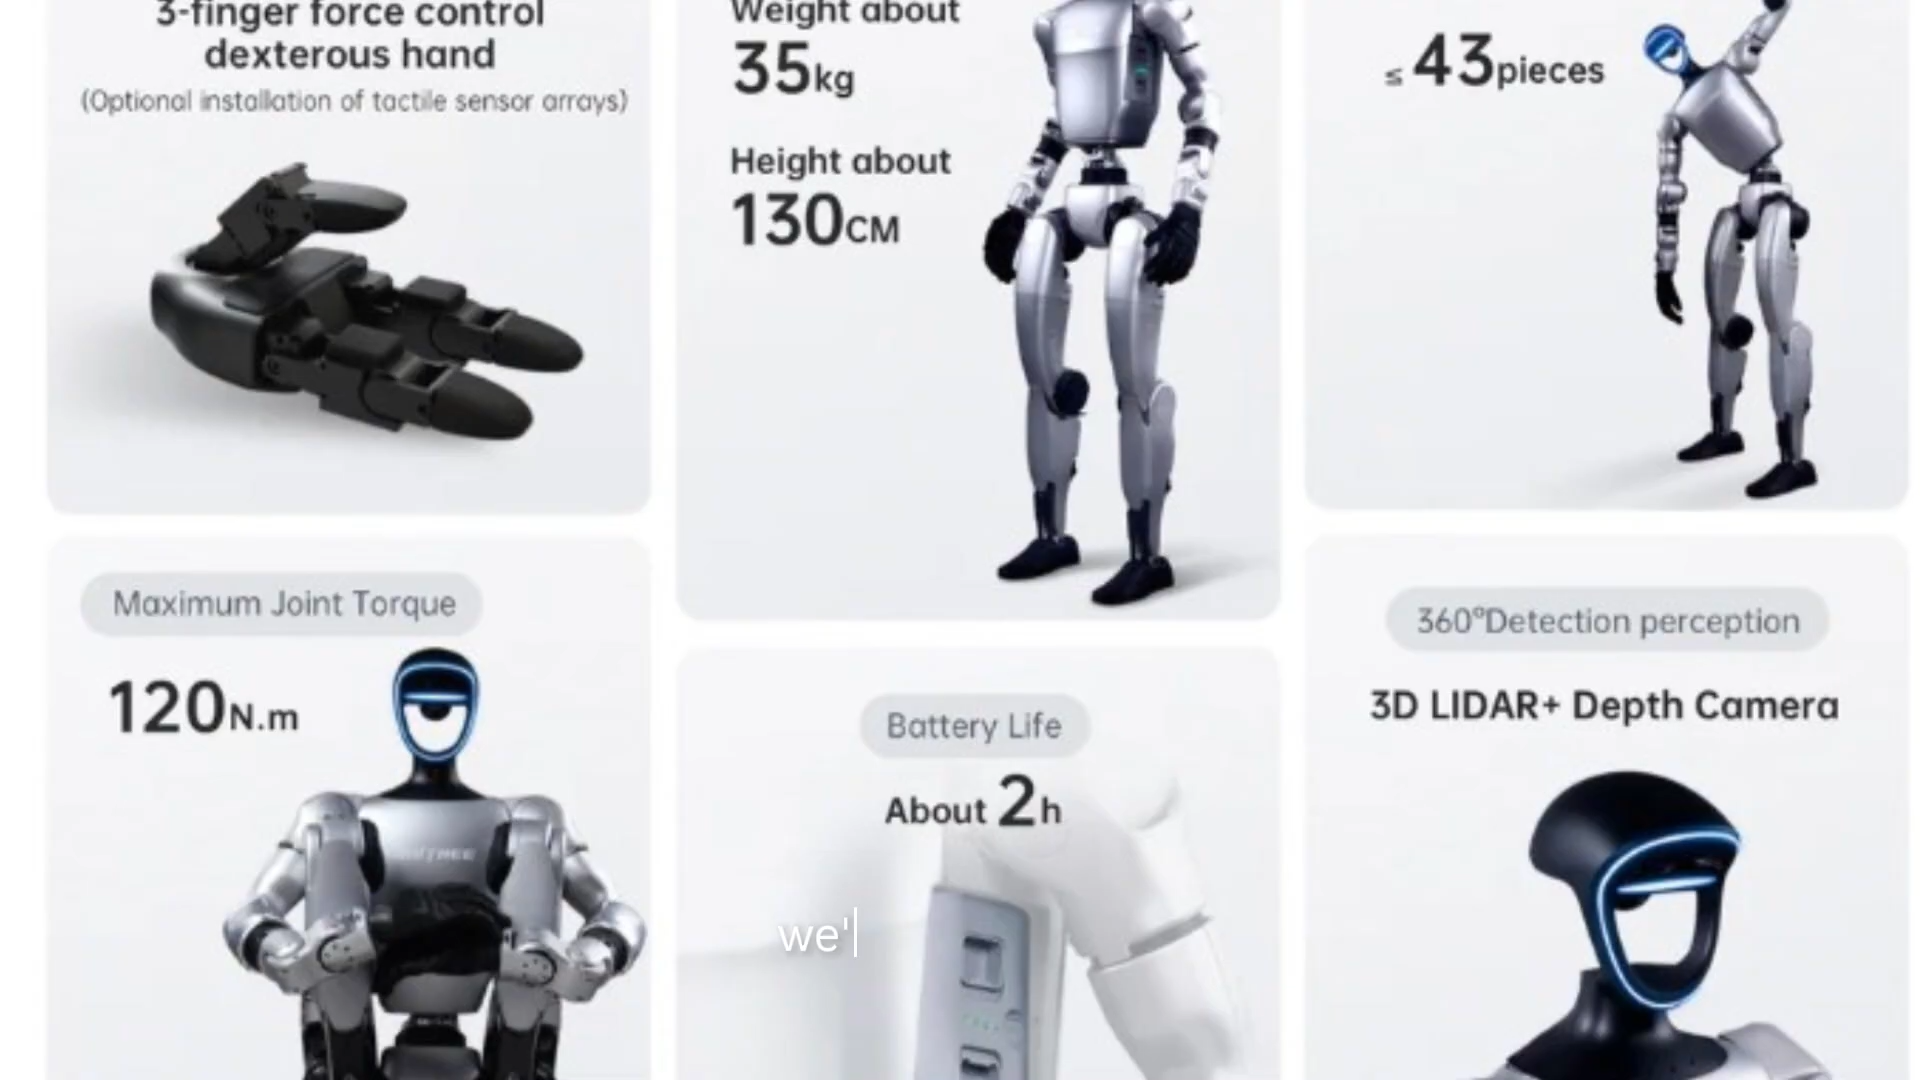 3-finger force control
dexterous hand
(Optional installation of tactile sensor arrays)
Weight about
35kg
Height about
130CM
≤ 43pieces
Maximum Joint Torque
120N.m
Battery Life
About 2h
we'
360°Detection perception
3D LIDAR+ Depth Camera